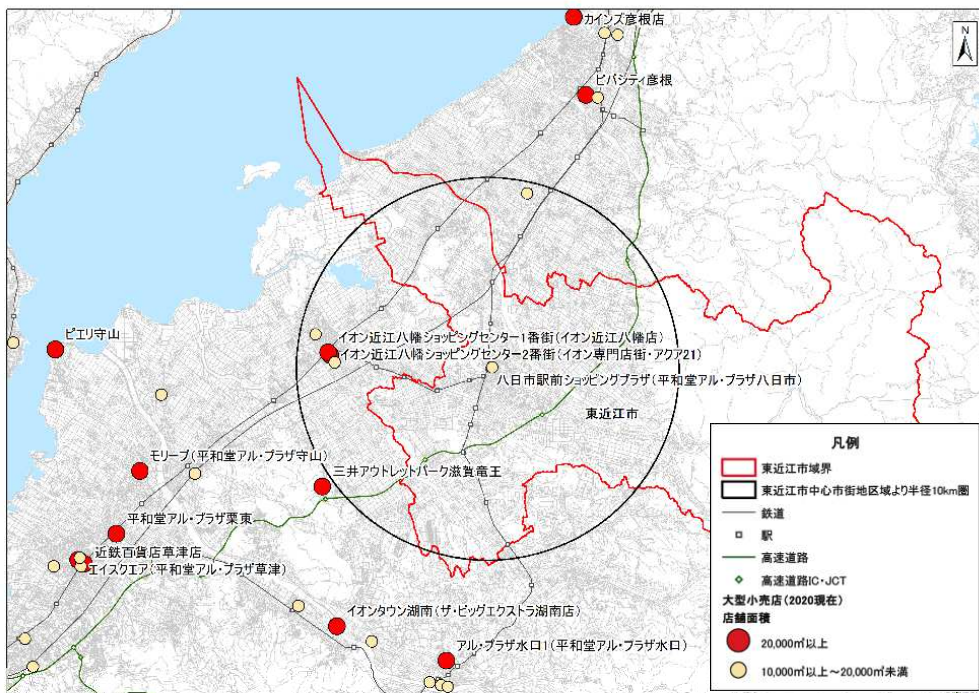 カインズ彦根店
N
ビバシティ彦根
ピエリ守山
イオン近江八幡ショッピングセンター1番街(イオン近江八幡店)
イオン近江八幡ショッピングセンター2番街(イオン専門店街・アクア21)
八日市駅前ショッピングプラザ(平和堂アル・プラザ八日市)
東近江市
モリーブ(平和堂アル・プラザ守山)
三井アウトレットパーク滋賀竜王
平和堂アル・プラザ栗東
近鉄百貨店草津店
エイスクエア(平和堂アル・プラザ草津)
イオンタウン湖南(ザ・ビッグエクストラ湖南店)
アル・プラザ水口1(平和堂アル・プラザ水口)
凡例
東近江市域界
東近江市中心市街地区域より半径10km圏
鉄道
駅
高速道路
高速道路IC・JCT
大型小売店(2020現在)
店舗面積
20,000㎡以上
10,000㎡以上～20,000㎡未満